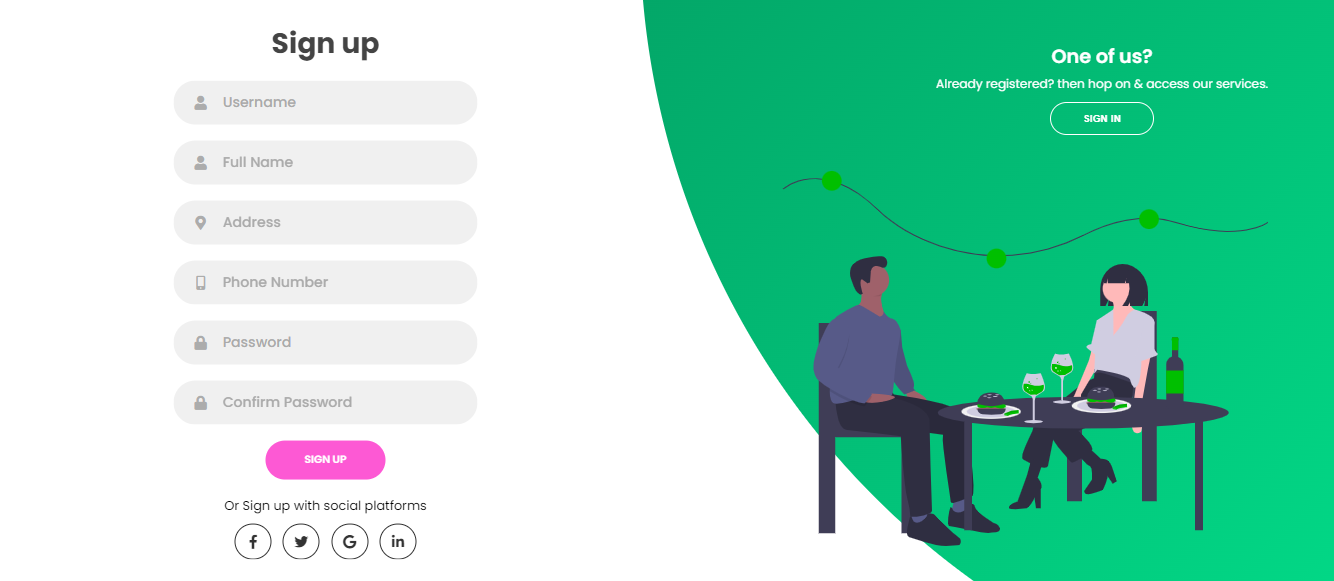 Sign up
Username
Full Name
Address
Phone Number
Password
Confirm Password
SIGN UP
Or Sign up with social platforms
One of us?
Already registered? then hop on & access our services.
SIGN IN